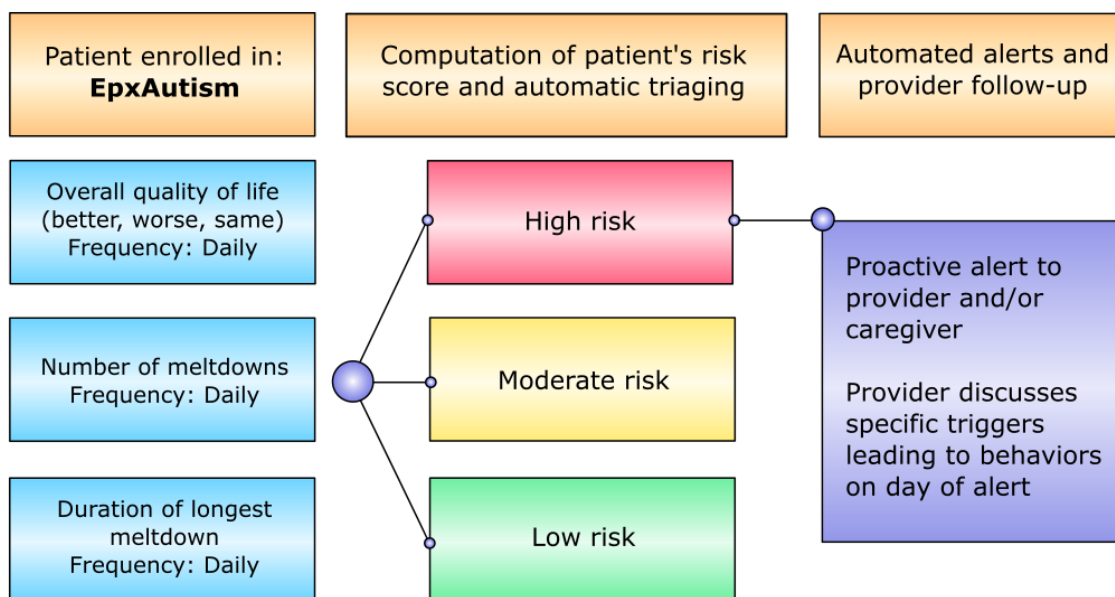 Patient enrolled in:
EpxAutism
Computation of patient's risk
score and automatic triaging
Automated alerts and
provider follow-up
Overall quality of life
(better, worse, same)
Frequency: Daily
Number of meltdowns
Frequency: Daily
Duration of longest
meltdown
Frequency: Daily
High risk
Moderate risk
Low risk
Proactive alert to
provider and/or
caregiver
Provider discusses
specific triggers
leading to behaviors
on day of alert